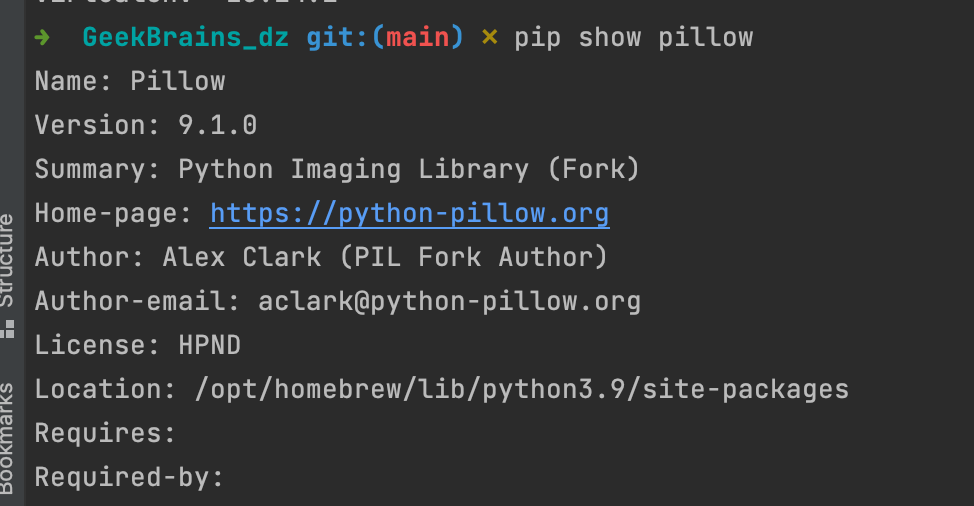 ➜ GeekBrains_dz git:(main) ✗ pip show pillow
Name: Pillow
Version: 9.1.0
Summary: Python Imaging Library (Fork)
Home-page: https://python-pillow.org
Author: Alex Clark (PIL Fork Author)
Author-email: aclark@python-pillow.org
License: HPND
Location: /opt/homebrew/lib/python3.9/site-packages
Requires:
Required-by:
Structure
Bookmarks